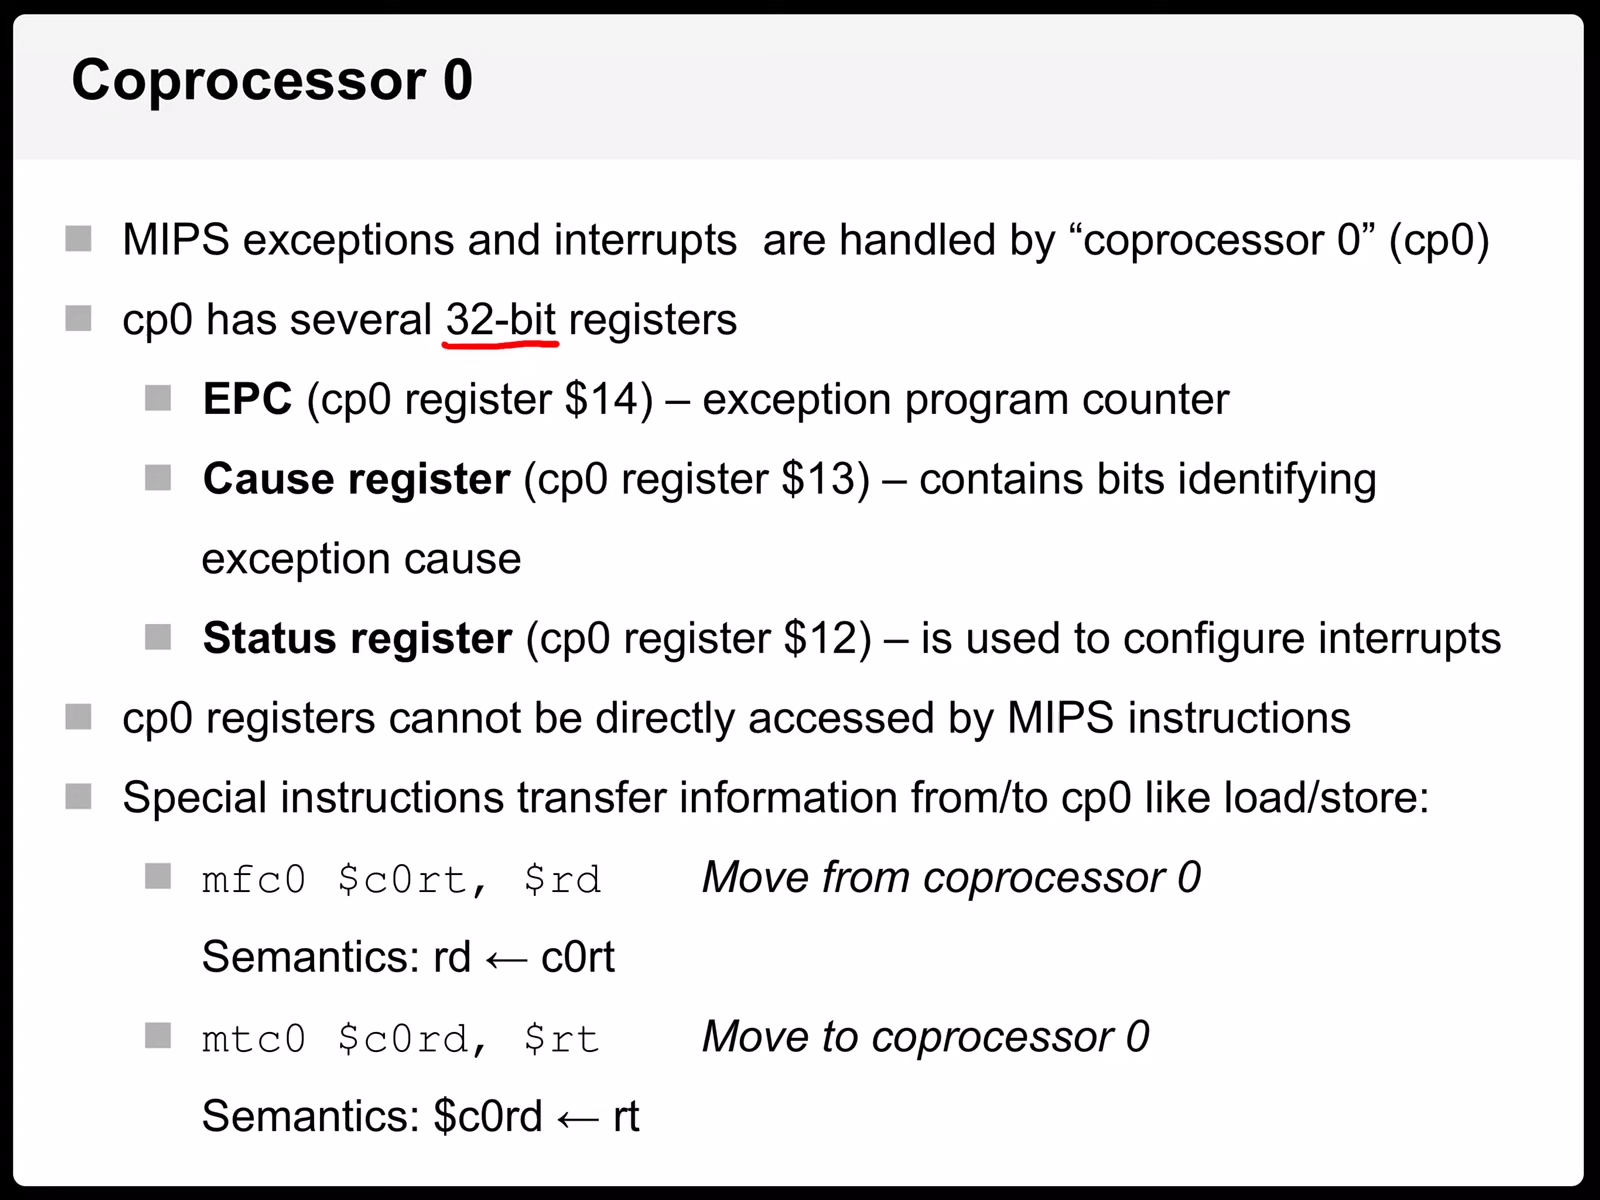 Coprocessor 0
MIPS exceptions and interrupts  are handled by “coprocessor 0” (cp0)
cp0 has several 32-bit registers
EPC (cp0 register $14) – exception program counter
Cause register (cp0 register $13) – contains bits identifying
exception cause
Status register (cp0 register $12) – is used to configure interrupts
cp0 registers cannot be directly accessed by MIPS instructions
Special instructions transfer information from/to cp0 like load/store:
mfc0 $c0rt, $rd Move from coprocessor 0
Semantics: rd ← c0rt
mtc0 $c0rd, $rt Move to coprocessor 0
Semantics: $c0rd ← rt